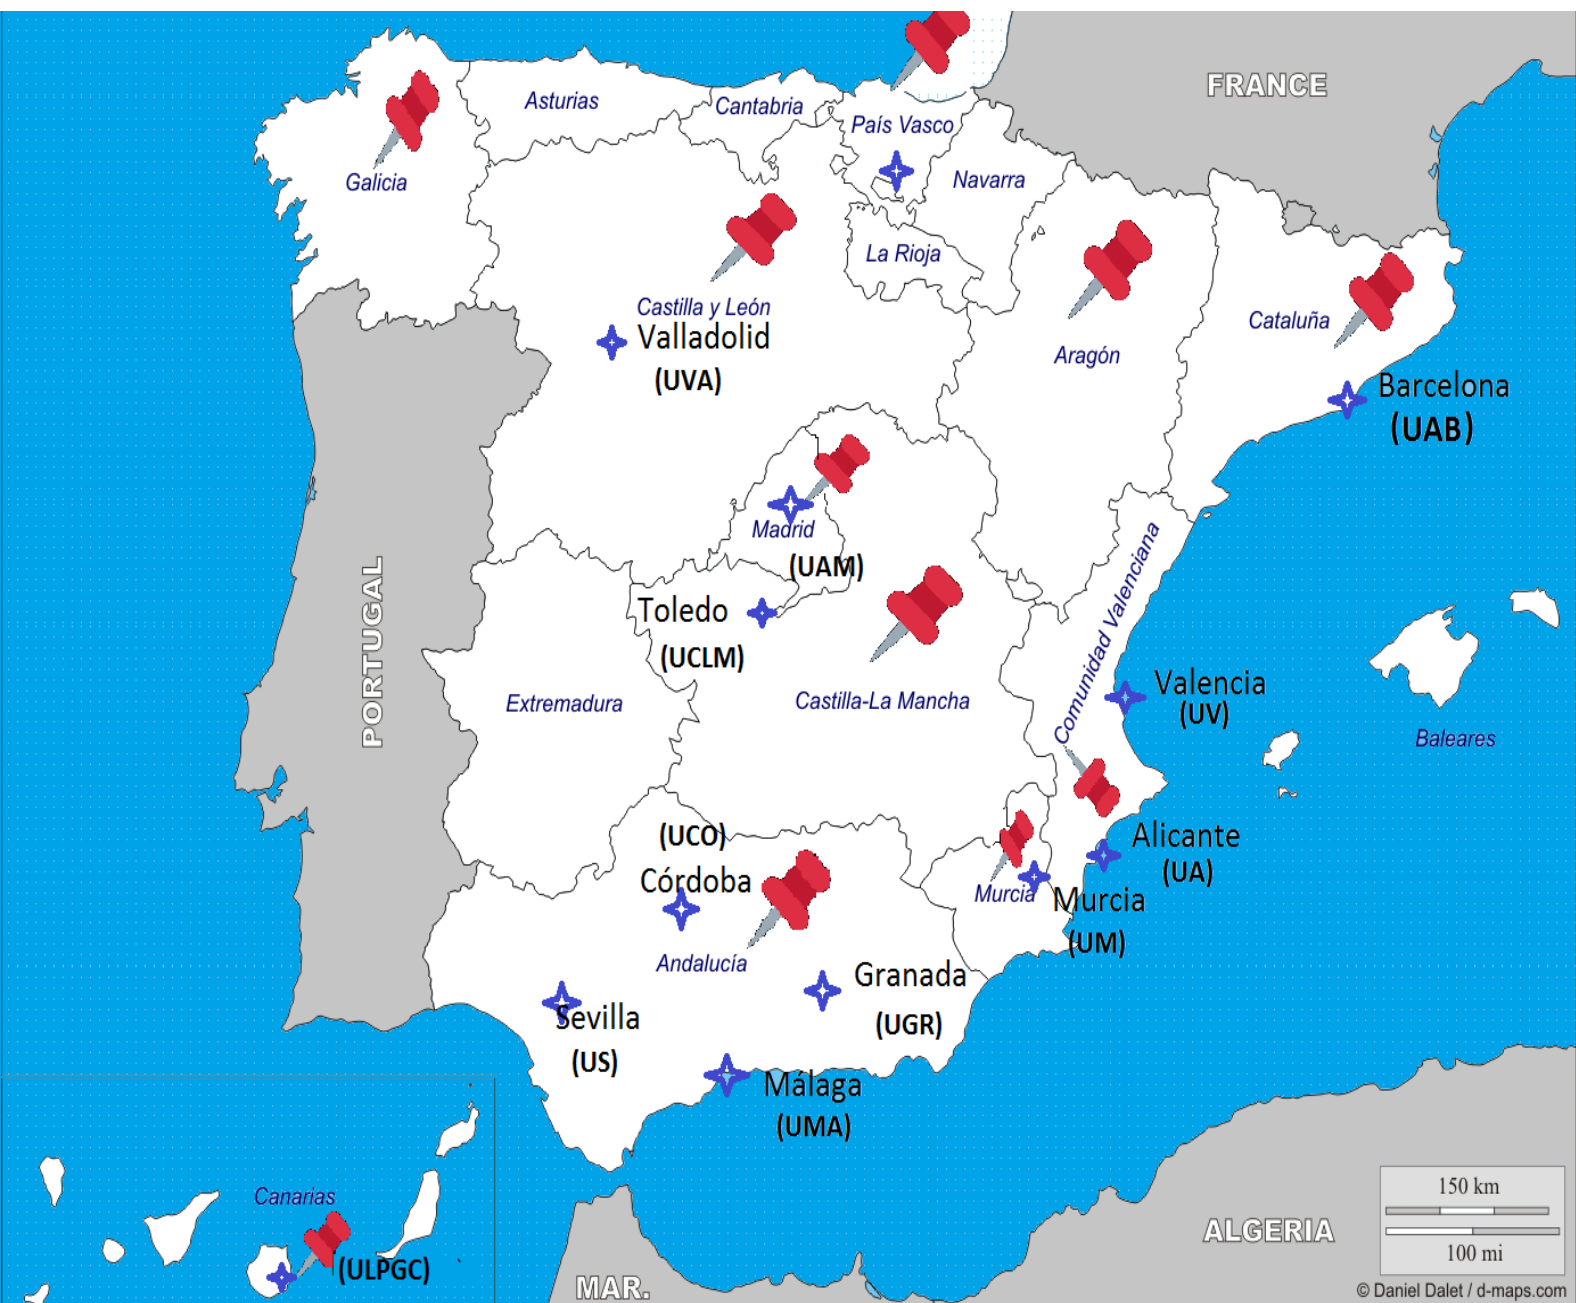 FRANCE
Asturias
Cantabria
País Vasco
Galicia
Navarra
La Rioja
Castilla y León
Valladolid
(UVA)
Cataluña
Aragón
Barcelona
(UAB)
Madrid
(UAM)
Toledo
(UCLM)
PORTUGAL
Extremadura
Castilla-La Mancha
Comunidad Valenciana
Valencia
(UV)
Baleares
(UCO)
Córdoba
Alicante
(UA)
Murcia
Murcia
(UM)
Andalucía
Granada
(UGR)
Sevilla
(US)
Málaga
(UMA)
Canarias
(ULPGC)
MAR.
ALGERIA
150 km
100 mi
© Daniel Dalet / d-maps.com